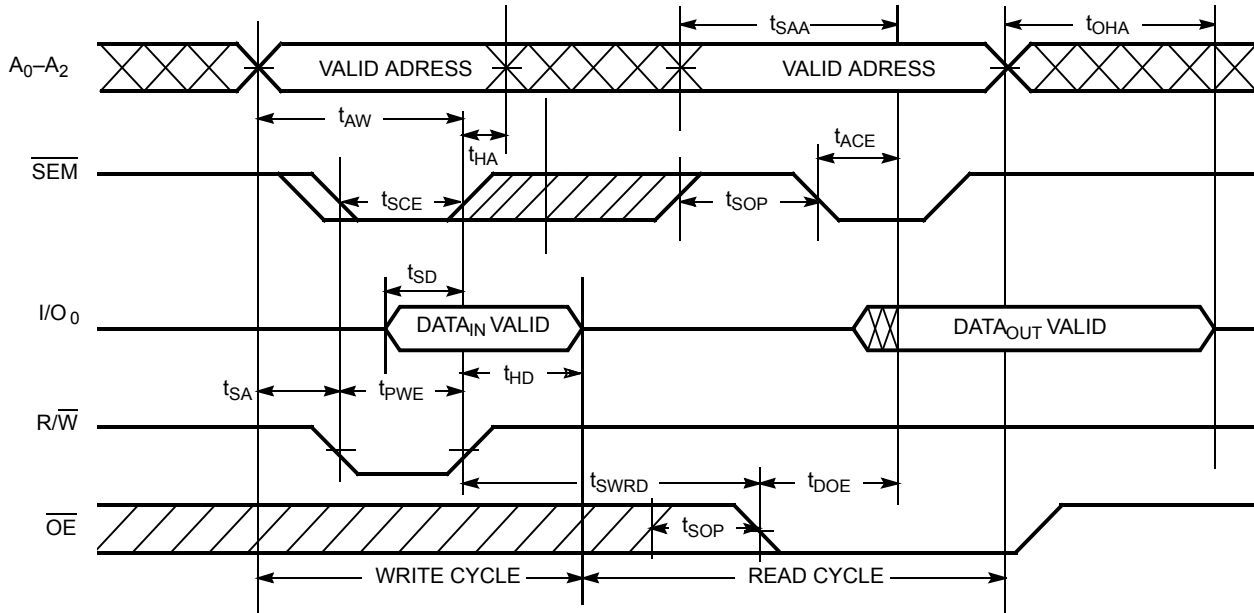 tSAA
tOHA
A0–A2
VALID ADRESS
VALID ADRESS
tAW
tHA
tACE
SEM
tSCE
tSOP
tSD
I/O0
DATAIN VALID
DATAOUT VALID
tSA
tPWE
tHD
R/W
tSWRD
tDOE
OE
tSOP
WRITE CYCLE
READ CYCLE